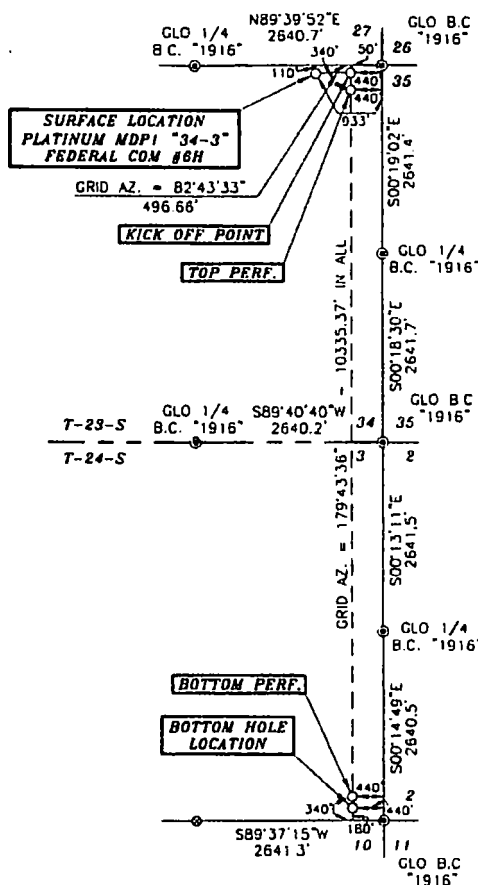 N89°39'52"E
2640.7'
GLO 1/4
B.C. "1916"
27
GLO B.C
"1916"
26
340'
50'
110'
35
440'
440'
933'
SURFACE LOCATION
PLATINUM MDP1 "34-3"
FEDERAL COM #6H
S00°19'02"E
2641.4'
GRID AZ. = 82°43'33"
496.66'
KICK OFF POINT
TOP PERF.
GLO 1/4
B.C. "1916"
S00°18'30"E
2641.7'
GRID AZ. = 179°43'36" - 10335.37' IN ALL
T-23-S
T-24-S
GLO 1/4
B.C. "1916"
S89°40'40"W
2640.2'
34
35
GLO B.C
"1916"
3
2
S00°13'11"E
2641.5'
GLO 1/4
B.C. "1916"
S00°14'49"E
2640.5'
BOTTOM PERF.
BOTTOM HOLE
LOCATION
440'
2
340'
440'
S89°37'15"W
2641.3'
10
11
GLO B.C
"1916"